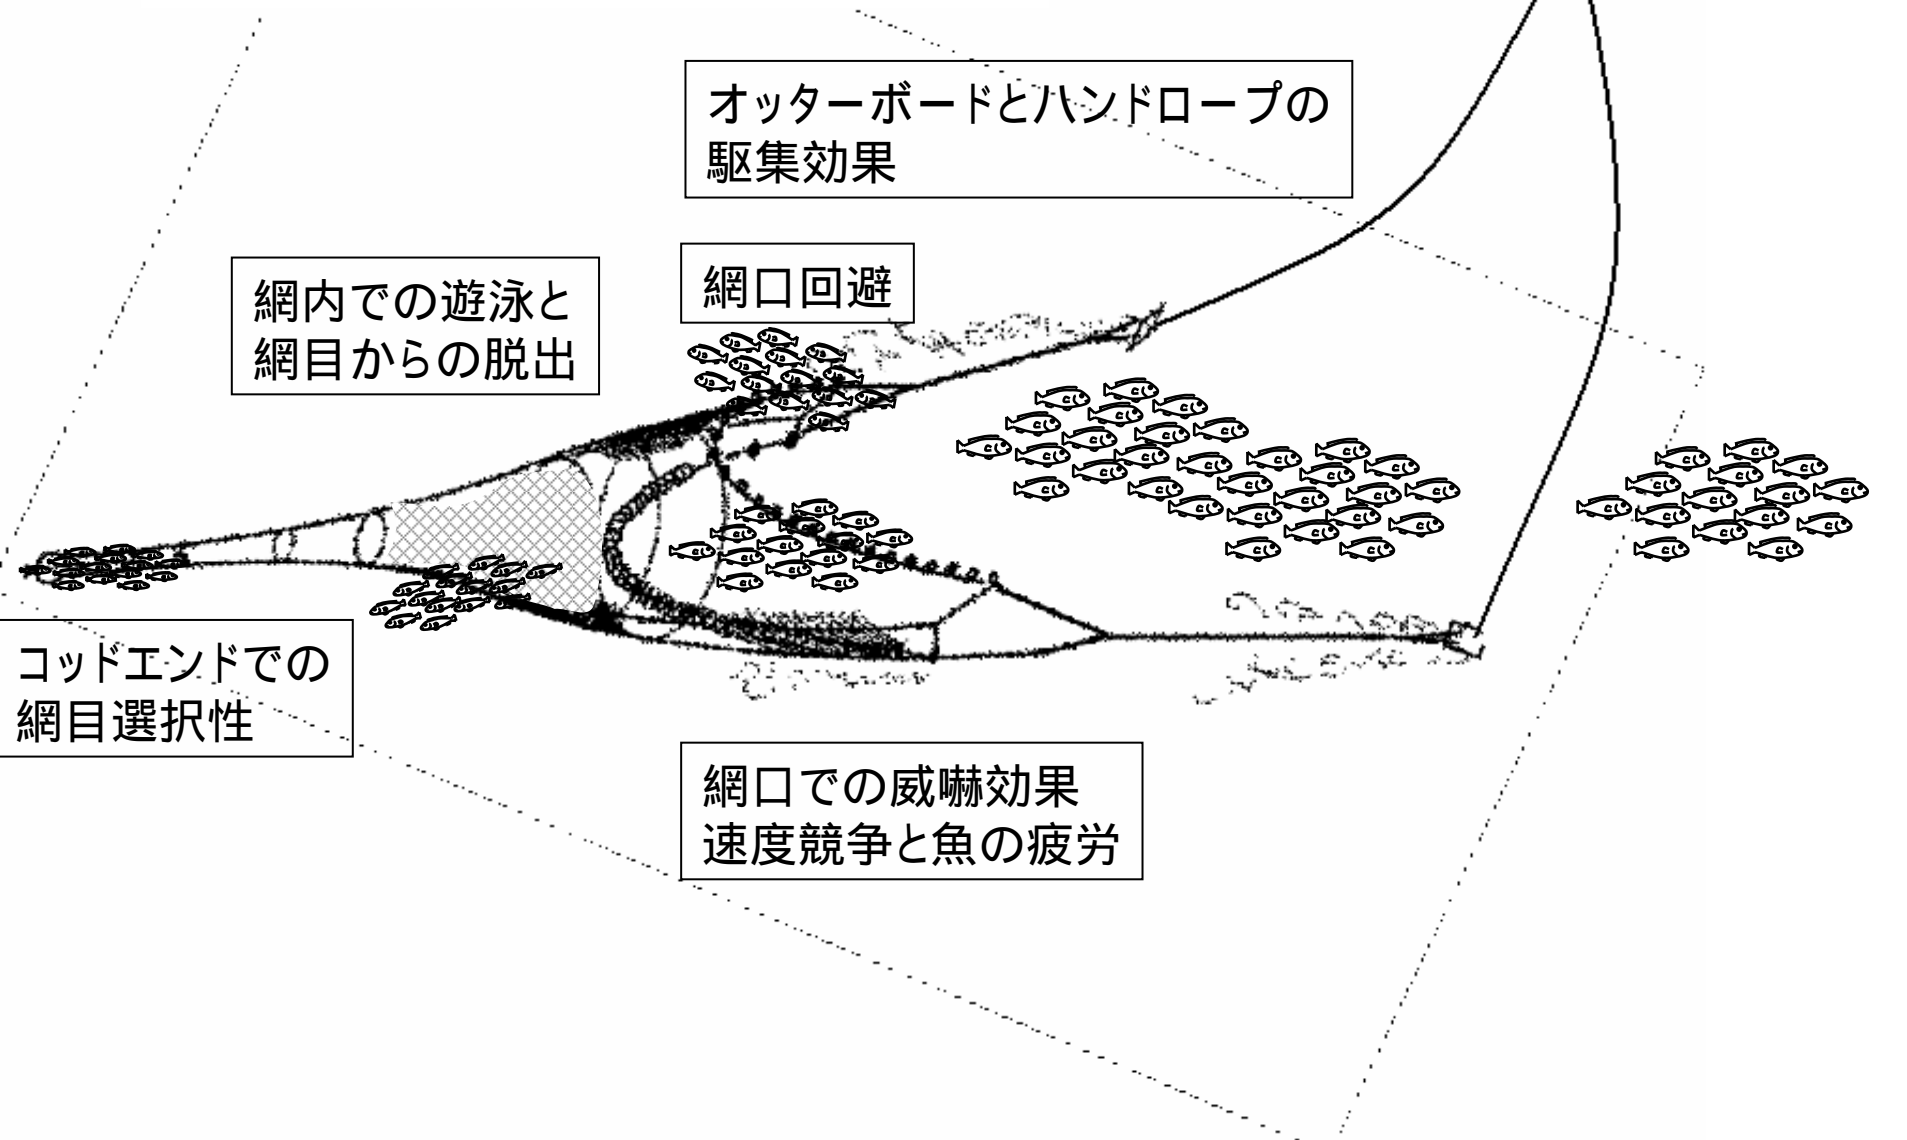 オッターボードとハンドロープの
駆集効果
網口回避
網内での遊泳と
網目からの脱出
コッドエンドでの
網目選択性
網口での威嚇効果
速度競争と魚の疲労